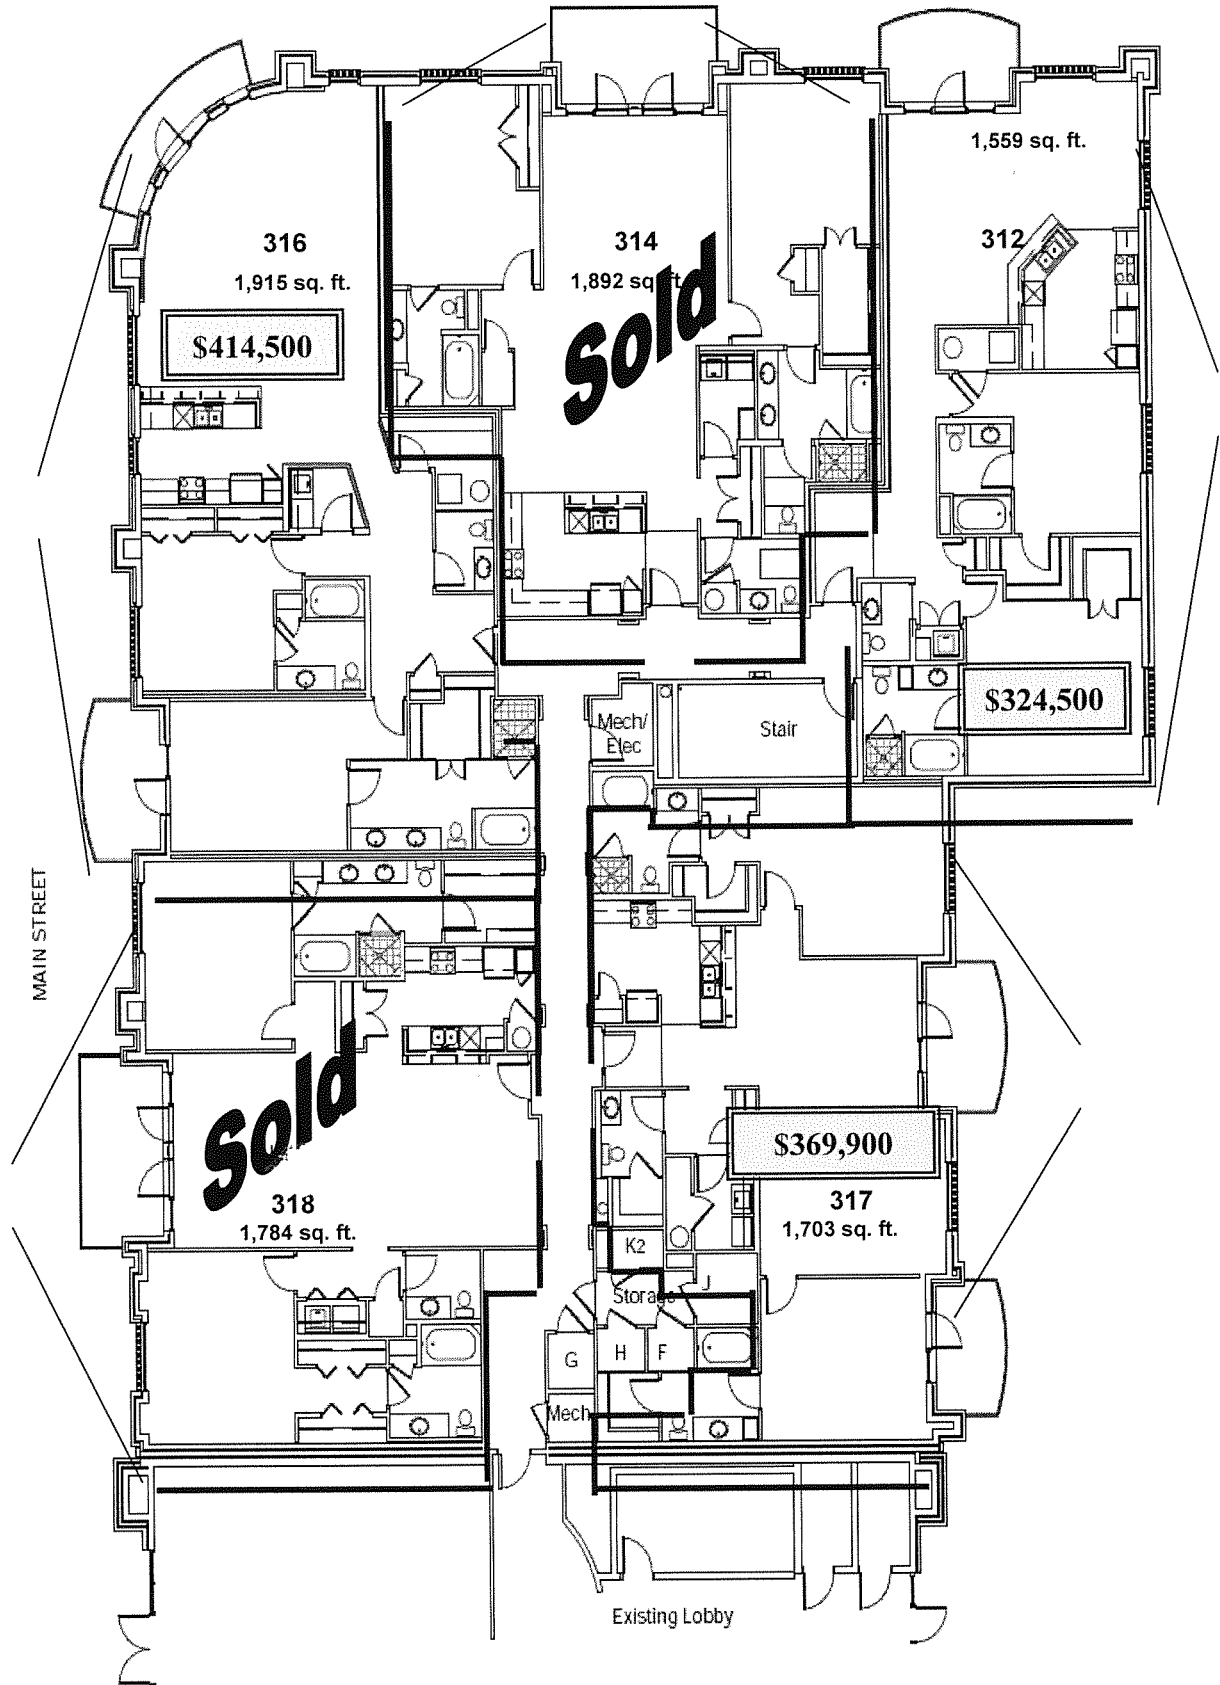 1,559 sq. ft.
316
1,915 sq. ft.
$414,500
314
1,892 sq ft
Sold
312
$324,500
Mech/
Elec
Stair
MAIN STREET
Sold
318
1,784 sq. ft.
$369,900
317
1,703 sq. ft.
K2
J
Storage
G
H
F
Mech
Existing Lobby